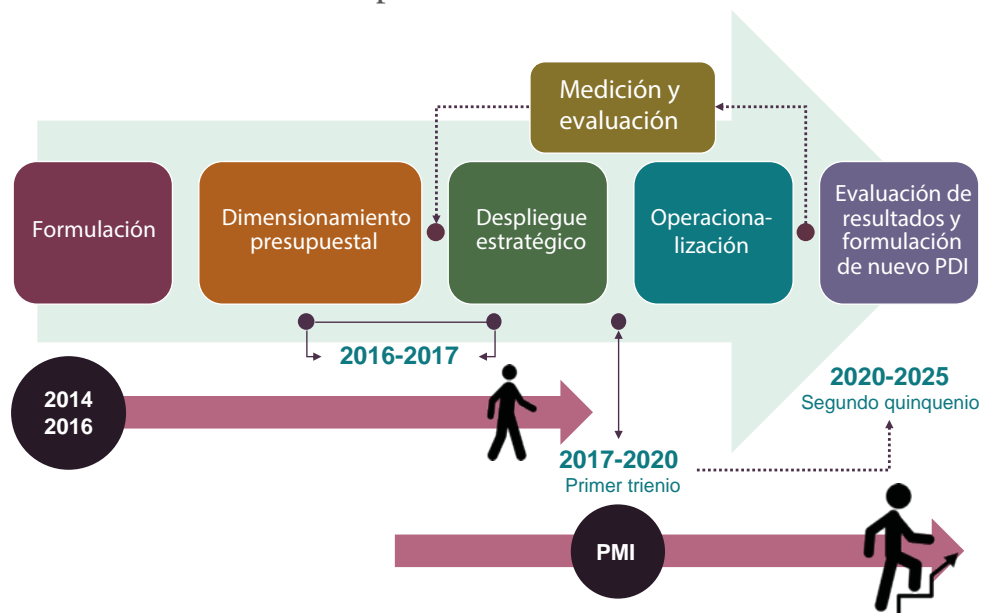 Medición y
evaluación
Formulación
Dimensionamiento
presupuestal
Despliegue
estratégico
Operaciona-
lización
Evaluación de
resultados y
formulación
de nuevo PDI
2016-2017
2014
2016
2020-2025
Segundo quinquenio
2017-2020
Primer trienio
PMI